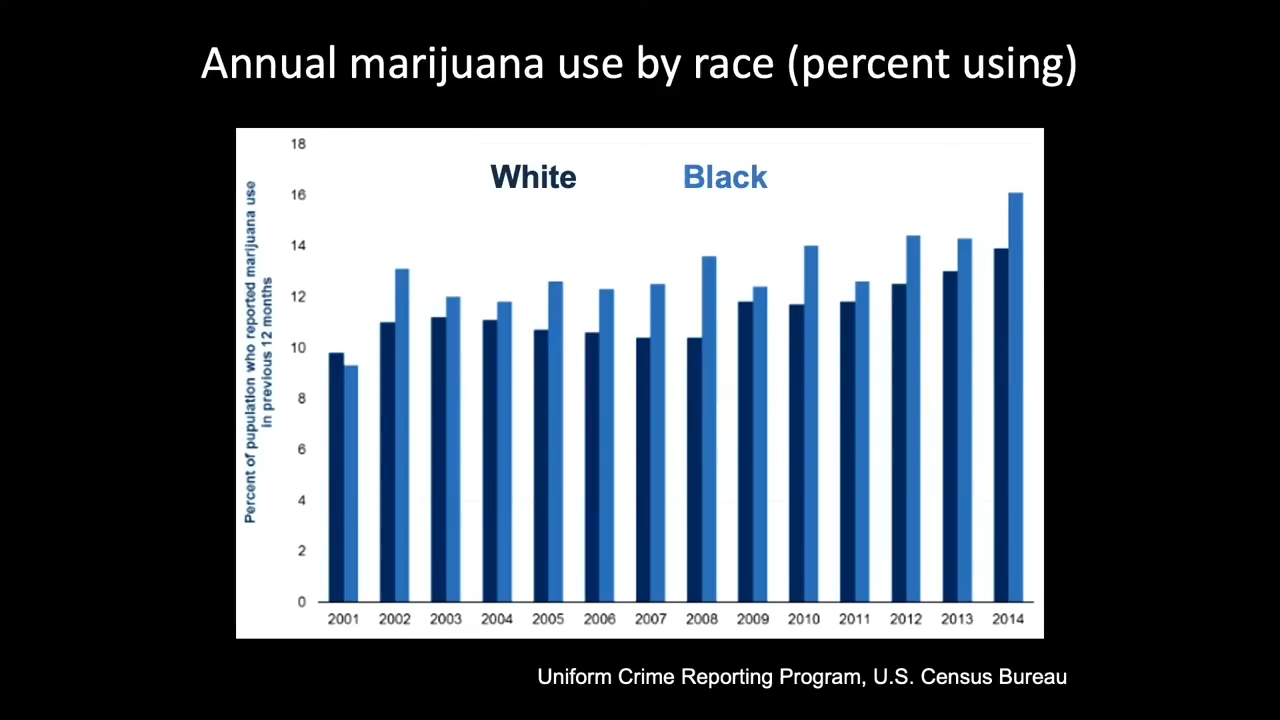 Annual marijuana use by race (percent using)
White
Black
Percent of pupulation who reported marijuana use
in previous 12 months
18
16
14
12
10
8
6
4
2
0
2001 2002 2003 2004 2005 2006 2007 2008 2009 2010 2011 2012 2013 2014
Uniform Crime Reporting Program, U.S. Census Bureau